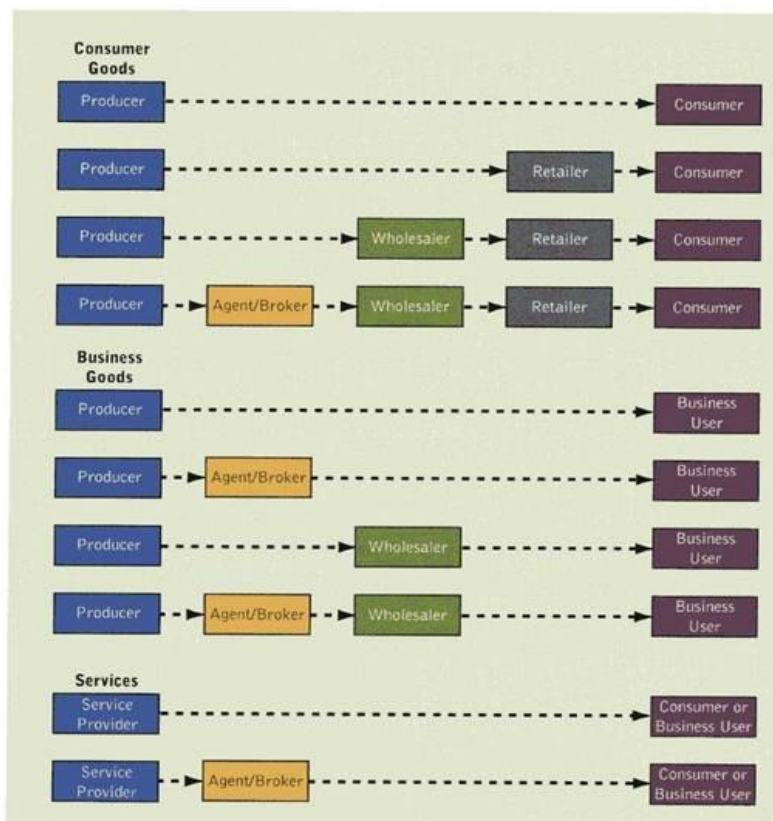 Consumer
Goods
Producer
Consumer
Producer
Retailer
Consumer
Producer
Wholesaler
Retailer
Consumer
Producer
Agent/Broker
Wholesaler
Retailer
Consumer
Business
Goods
Producer
Business
User
Producer
Agent/Broker
Business
User
Producer
Wholesaler
Business
User
Producer
Agent/Broker
Wholesaler
Business
User
Services
Service
Provider
Consumer or
Business User
Service
Provider
Agent/Broker
Consumer or
Business User